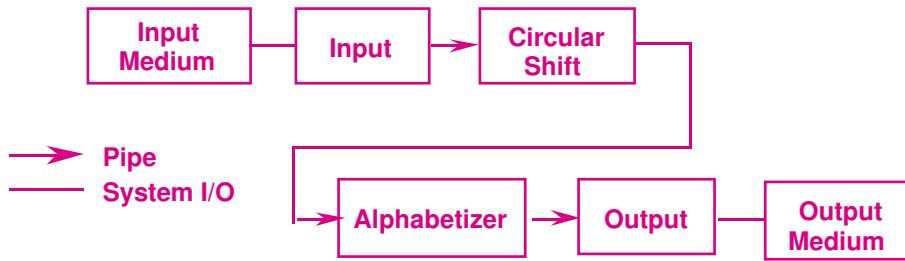 Input
Medium
Input
Circular
Shift
Pipe
System I/O
Alphabetizer
Output
Output
Medium